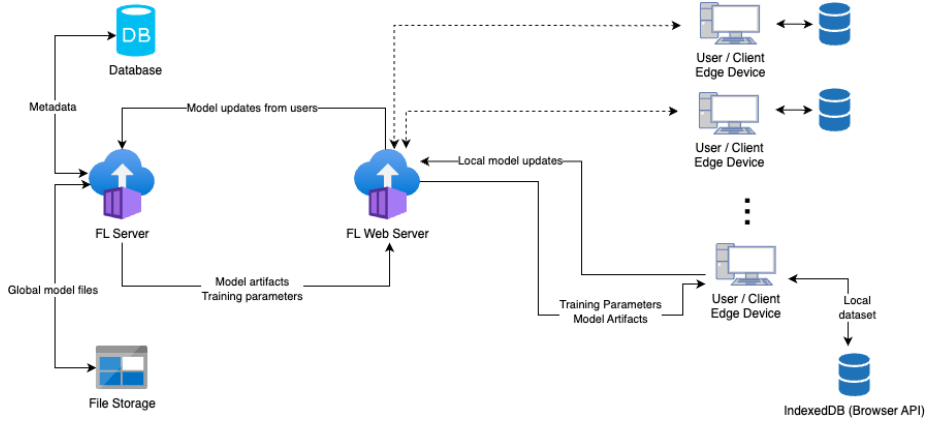 DB
Database
Metadata
Model updates from users
User / Client
Edge Device
User / Client
Edge Device
Local model updates
FL Server
FL Web Server
Global model files
Model artifacts
Training parameters
User / Client
Edge Device
Training Parameters
Model Artifacts
Local
dataset
File Storage
IndexedDB (Browser API)